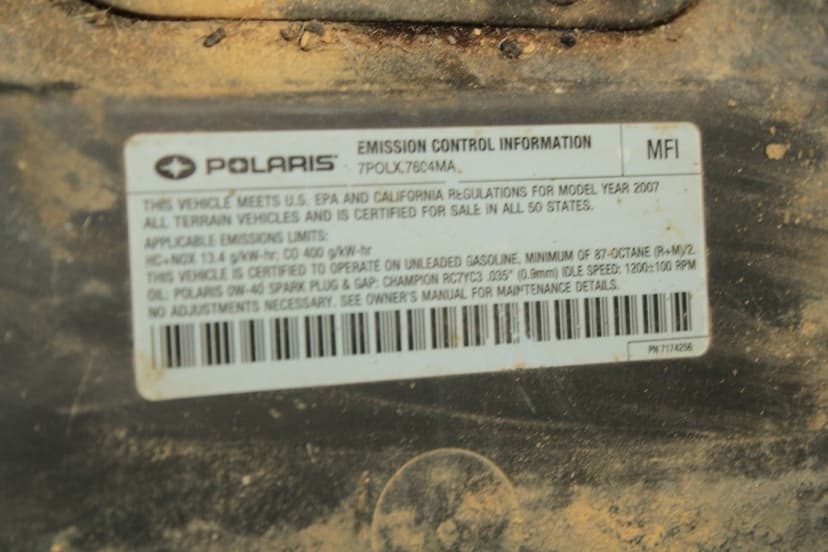 POLARIS
EMISSION CONTROL INFORMATION
MFI
7POLX.76C4MA
THIS VEHICLE MEETS U.S. EPA AND CALIFORNIA REGULATIONS FOR MODEL YEAR 2007
ALL TERRAIN VEHICLES AND IS CERTIFIED FOR SALE IN ALL 50 STATES.
APPLICABLE EMISSIONS LIMITS:
HC+NOX 13.4 g/kW-hr; CO 400 g/kW-hr
THIS VEHICLE IS CERTIFIED TO OPERATE ON UNLEADED GASOLINE, MINIMUM OF 87-OCTANE (R+M)/2.
OIL: POLARIS 0W-40 SPARK PLUG & GAP: CHAMPION RC7YC3 .035" (0.9mm) IDLE SPEED: 1200±100 RPM
NO ADJUSTMENTS NECESSARY. SEE OWNER'S MANUAL FOR MAINTENANCE DETAILS.
PN 7174256